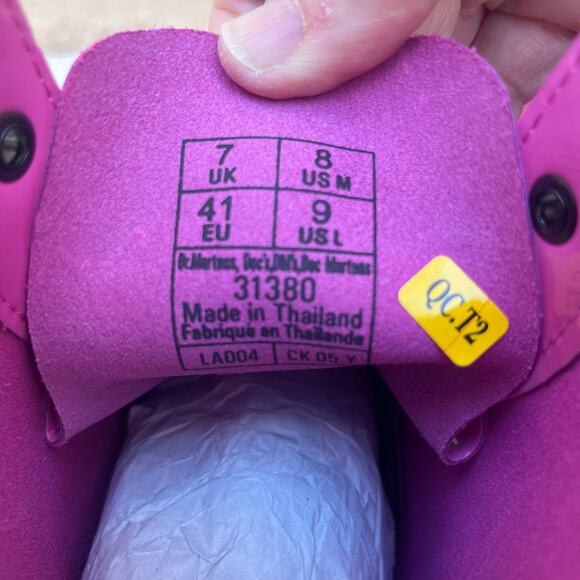 7 8
UK US M
41 9
EU US L
Dr.Martens, Doc's, DM's, Doc Martens
31380
Made in Thailand
Fabriqué en Thaïlande
LA004 CK 05 Y
QC.T2